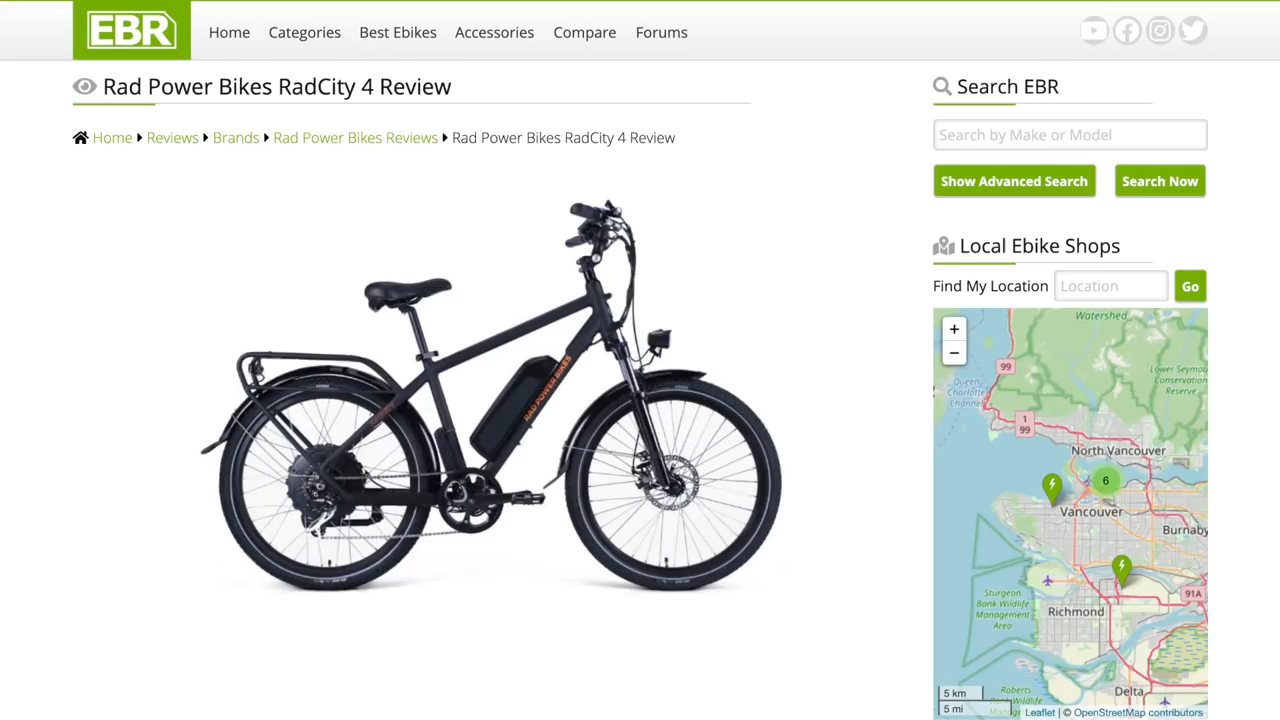 EBR
Home
Categories
Best Ebikes
Accessories
Compare
Forums
Rad Power Bikes RadCity 4 Review
Home
Reviews
Brands
Rad Power Bikes Reviews
Rad Power Bikes RadCity 4 Review
RAD POWER BIKES
Search EBR
Search by Make or Model
Show Advanced Search
Search Now
Local Ebike Shops
Find My Location
Location
Go
+
−
Watershed
99
Lower Seymour
Conservation
Reserve
Queen
Charlotte
Channel
1
99
North Vancouver
6
Vancouver
Burnaby
Sturgeon
Bank Wildlife
Management
Area
91A
Richmond
Delta
Roberts
Bank Wildlife
5 km
5 mi
Leaflet | © OpenStreetMap contributors